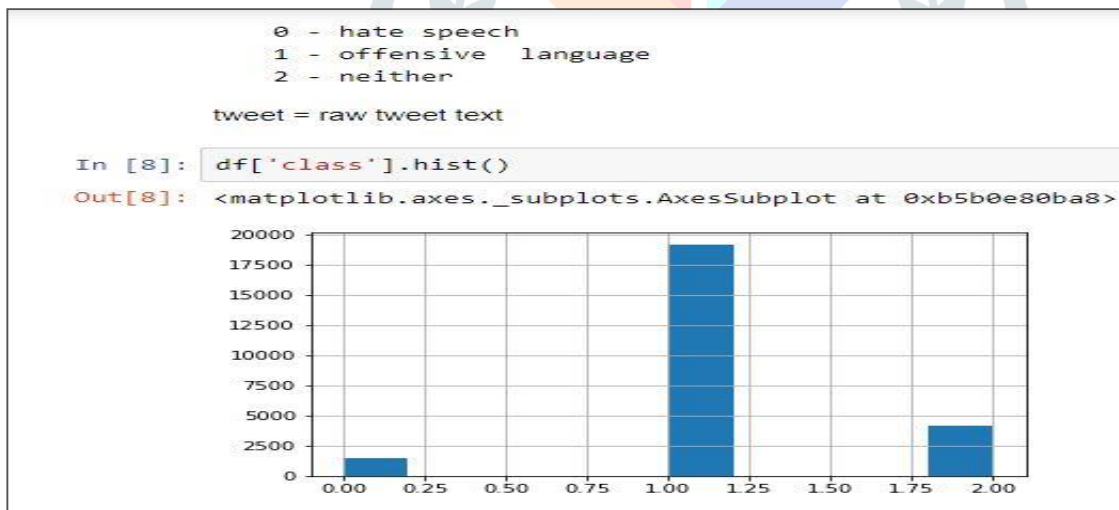 0 - hate speech
1 - offensive language
2 - neither
tweet = raw tweet text
In [8]: df['class'].hist()
Out[8]: <matplotlib.axes._subplots.AxesSubplot at 0xb5b0e80ba8>
20000
17500
15000
12500
10000
7500
5000
2500
0
0.00 0.25 0.50 0.75 1.00 1.25 1.50 1.75 2.00